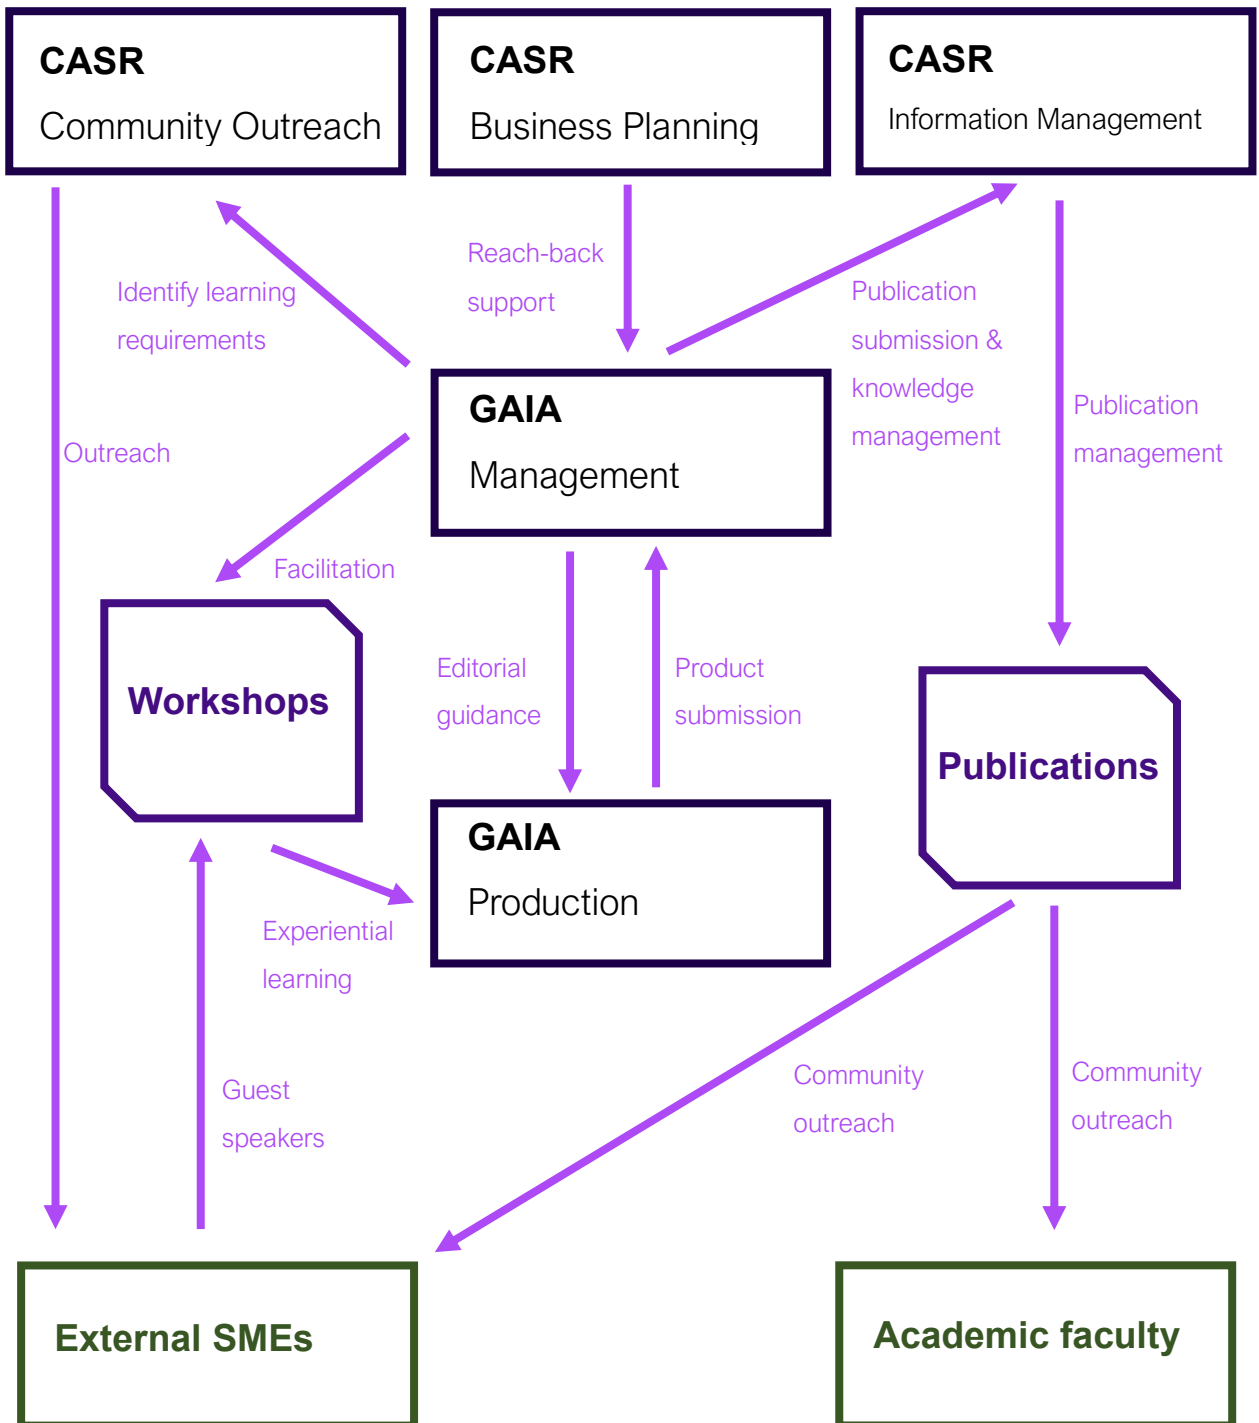 CASR
Community Outreach
CASR
Business Planning
CASR
Information Management
Identify learning
requirements
Reach-back
support
Publication
submission &
knowledge
management
Publication
management
Outreach
GAIA
Management
Facilitation
Workshops
Editorial
guidance
Product
submission
Publications
GAIA
Production
Experiential
learning
Guest
speakers
Community
outreach
Community
outreach
External SMEs
Academic faculty